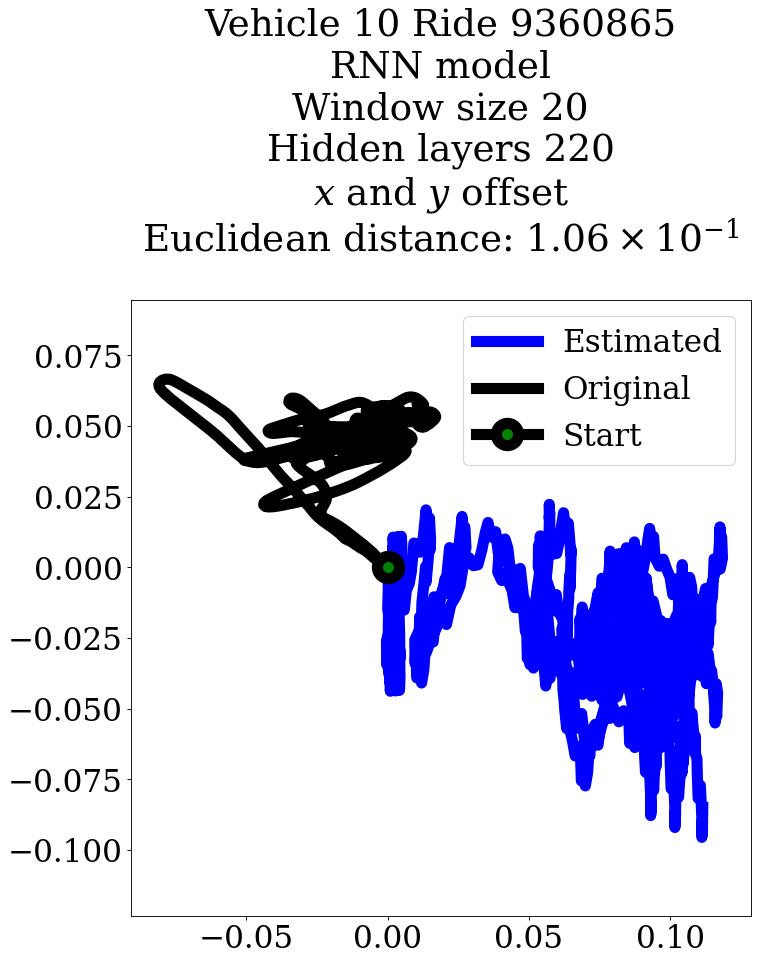 Vehicle 10 Ride 9360865
RNN model
Window size 20
Hidden layers 220
x and y offset
Euclidean distance: 1.06 × 10⁻¹
Estimated
Original
Start
0.075
0.050
0.025
0.000
−0.025
−0.050
−0.075
−0.100
−0.05 0.00 0.05 0.10